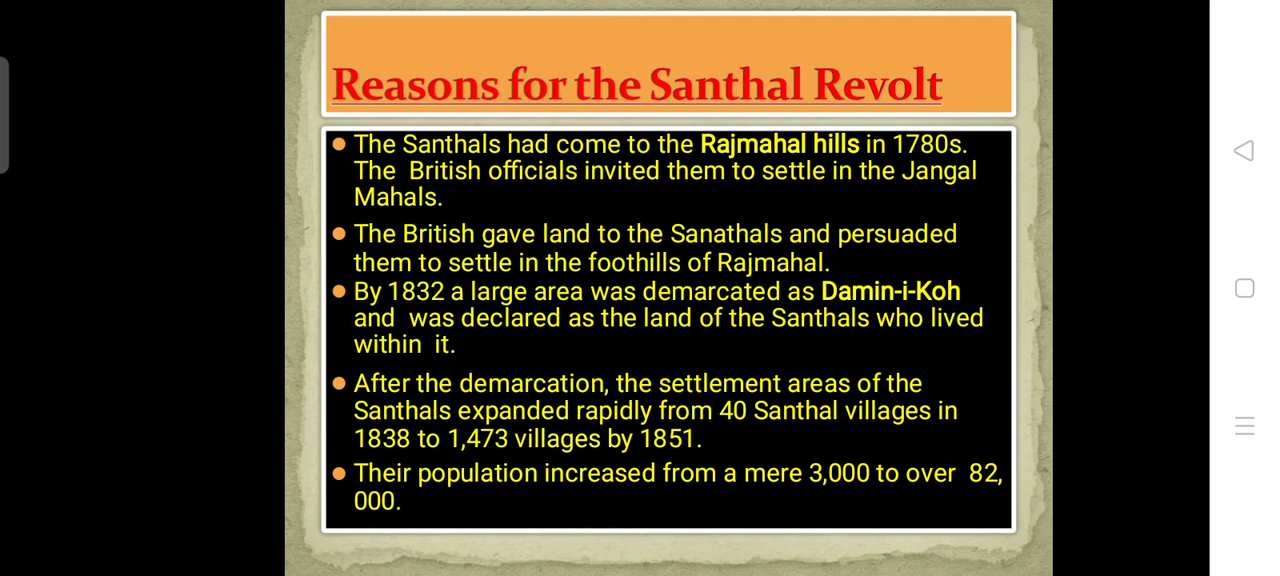 Reasons for the Santhal Revolt
The Santhals had come to the Rajmahal hills in 1780s.
The British officials invited them to settle in the Jangal
Mahals.
The British gave land to the Sanathals and persuaded
them to settle in the foothills of Rajmahal.
By 1832 a large area was demarcated as Damin-i-Koh
and was declared as the land of the Santhals who lived
within it.
After the demarcation, the settlement areas of the
Santhals expanded rapidly from 40 Santhal villages in
1838 to 1,473 villages by 1851.
Their population increased from a mere 3,000 to over 82,
000.